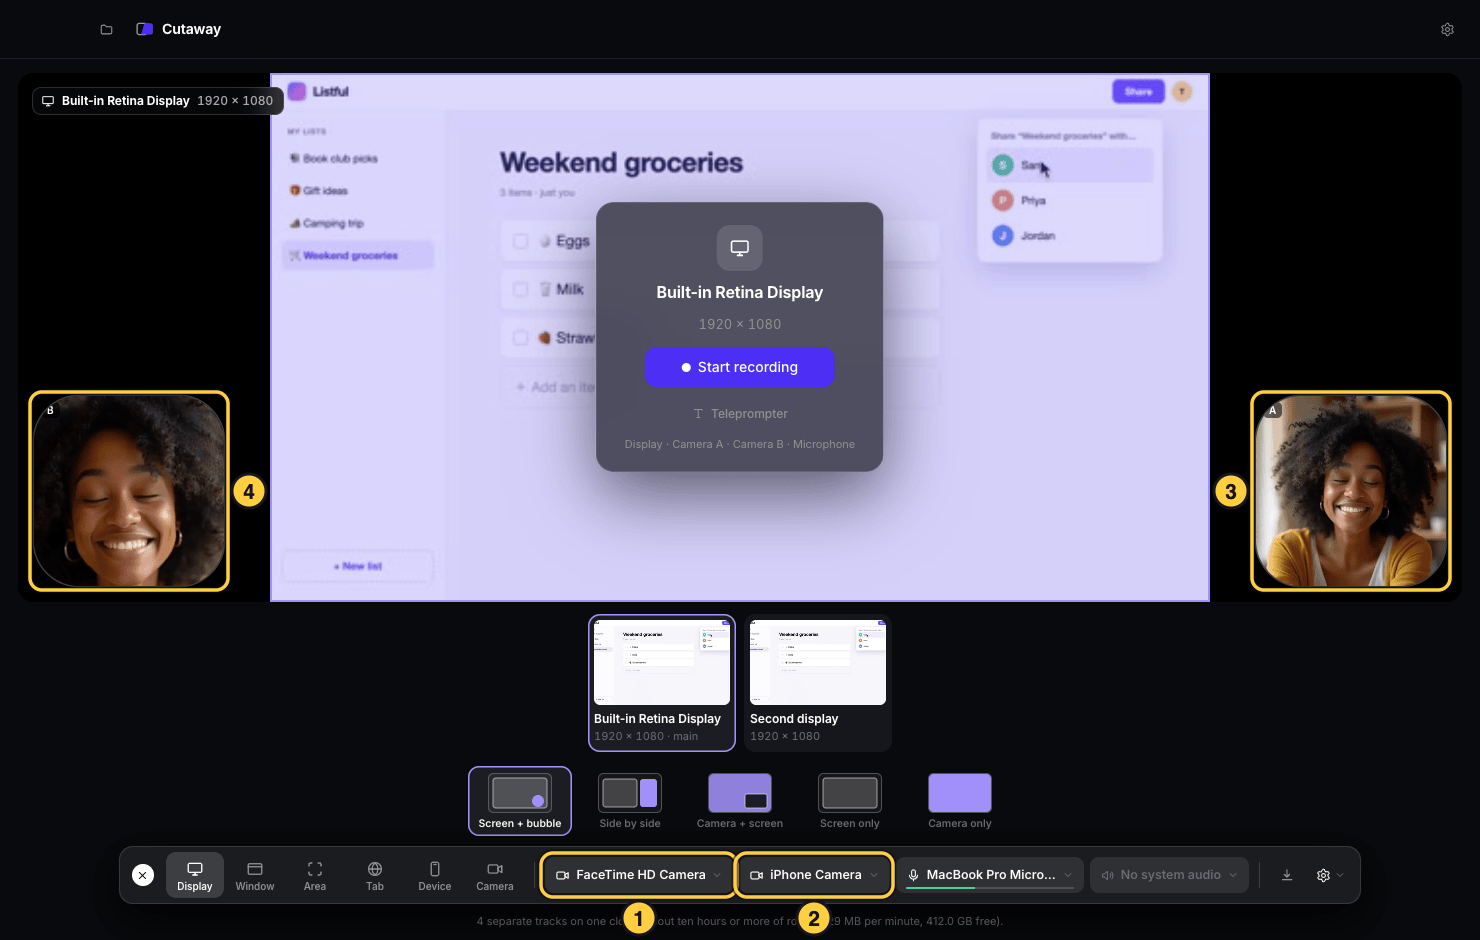 Cutaway
Built-in Retina Display 1920 × 1080
Listful
Share
T
MY LISTS
Book club picks
Gift ideas
Camping trip
Weekend groceries
+ New list
Weekend groceries
3 items · just you
Eggs
Milk
Straw
+ Add an ite
Share "Weekend groceries" with...
S
P Priya
J Jordan
Built-in Retina Display
1920 × 1080
Start recording
T Teleprompter
Display · Camera A · Camera B · Microphone
B
4
A
3
Weekend groceries
Weekend groceries
Built-in Retina Display
1920 × 1080 · main
Second display
1920 × 1080
Screen + bubble
Side by side
Camera + screen
Screen only
Camera only
Display
Window
Area
Tab
Device
Camera
FaceTime HD Camera
iPhone Camera
MacBook Pro Micro...
No system audio
1
2
4 separate tracks on one out ten hours or more of 9 MB per minute, 412.0 GB free).